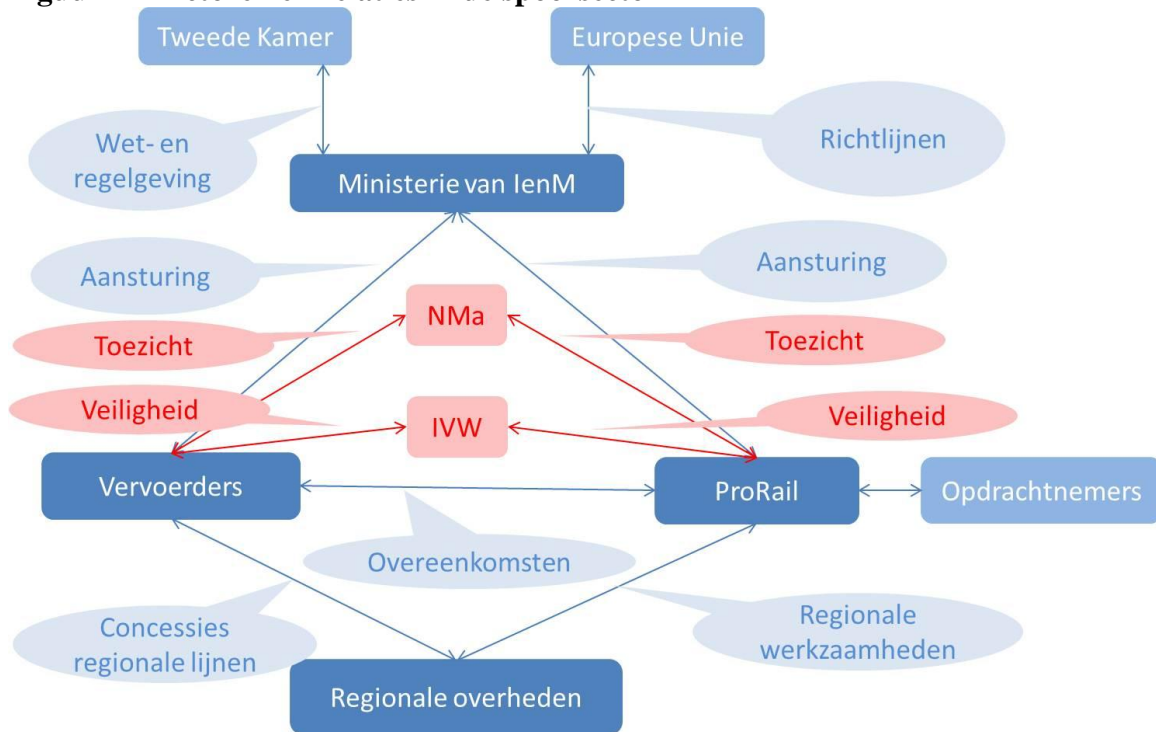 Tweede Kamer
Europese Unie
Wet- en
regelgeving
Richtlijnen
Ministerie van IenM
Aansturing
Aansturing
NMa
Toezicht
Toezicht
Veiligheid
IVW
Veiligheid
Vervoerders
ProRail
Opdrachtnemers
Overeenkomsten
Concessies
regionale lijnen
Regionale
werkzaamheden
Regionale overheden